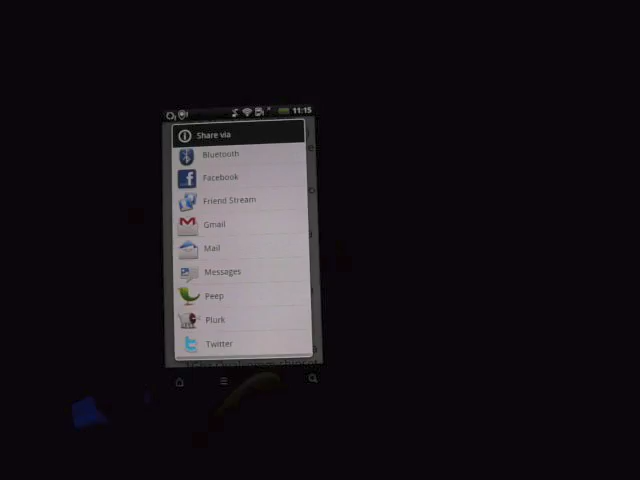 11:15
Share via
Bluetooth
Facebook
Friend Stream
Gmail
Mail
Messages
Peep
Plurk
Twitter